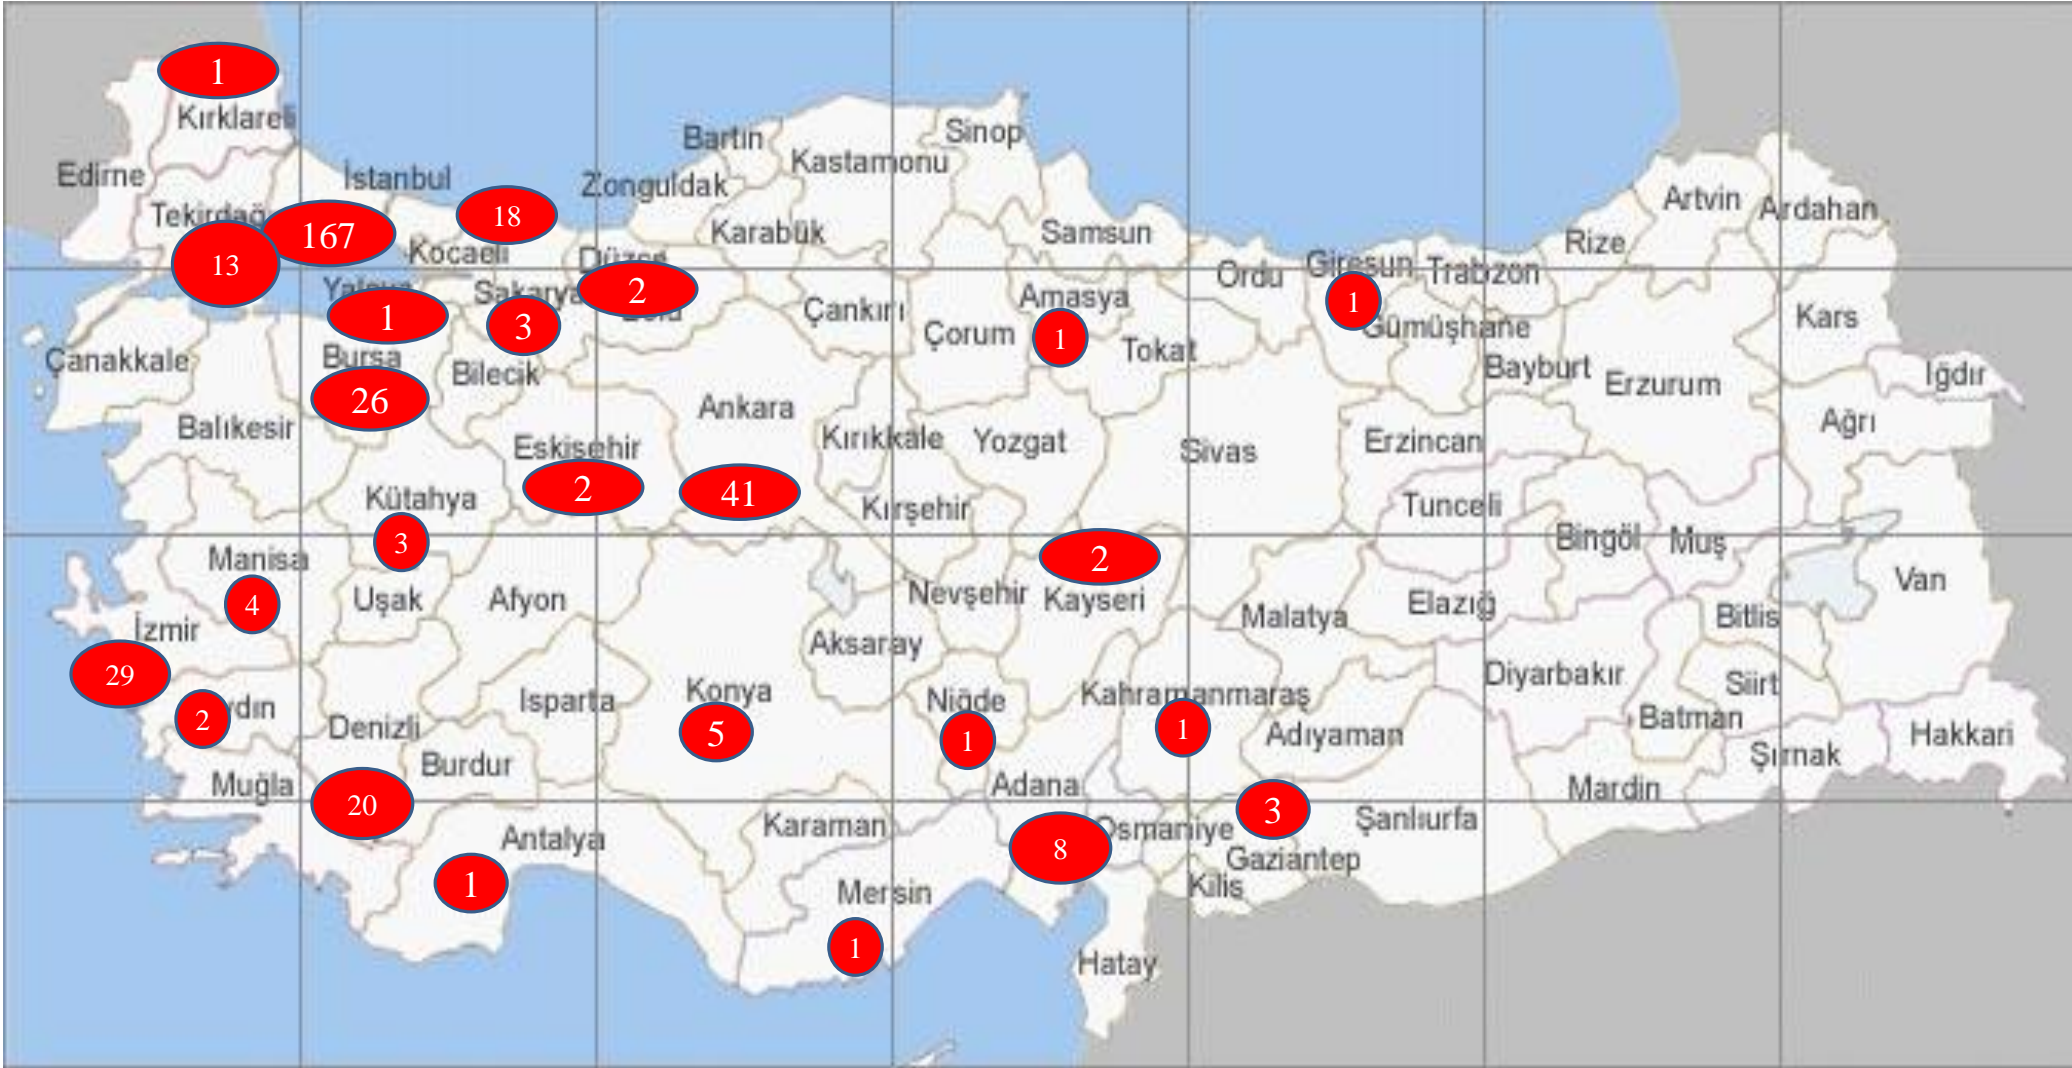 1
Kırklareli
Edirne
İstanbul
Tekirdağ
167
18
13
Kocaeli
Bartın
Zonguldak
Kastamonu
Sinop
Karabük
Samsun
Artvin
Ardahan
Rize
Düzce
2
Sakarya
3
Yalova
1
Bursa
26
Bilecik
Çanakkale
Balıkesir
Çankırı
Çorum
Amasya
1
Tokat
Ordu
Giresun
1
Trabzon
Gümüşhane
Bayburt
Erzurum
Kars
Iğdır
Ağrı
Ankara
41
Eskişehir
2
Kütahya
3
Kırıkkale
Yozgat
Sivas
Erzincan
Kırşehir
Tunceli
Bingöl
Muş
Van
Manisa
4
Uşak
Afyon
Nevşehir
2
Kayseri
Malatya
Elazığ
Bitlis
İzmir
29
Aksaray
2
ydın
Denizli
Isparta
Konya
5
Niğde
1
Kahramanmaraş
1
Adıyaman
Diyarbakır
Siirt
Batman
Şırnak
Hakkari
Muğla
20
Burdur
Adana
8
Mardin
Antalya
1
Karaman
Osmaniye
3
Gaziantep
Şanlıurfa
Kilis
Mersin
1
Hatay